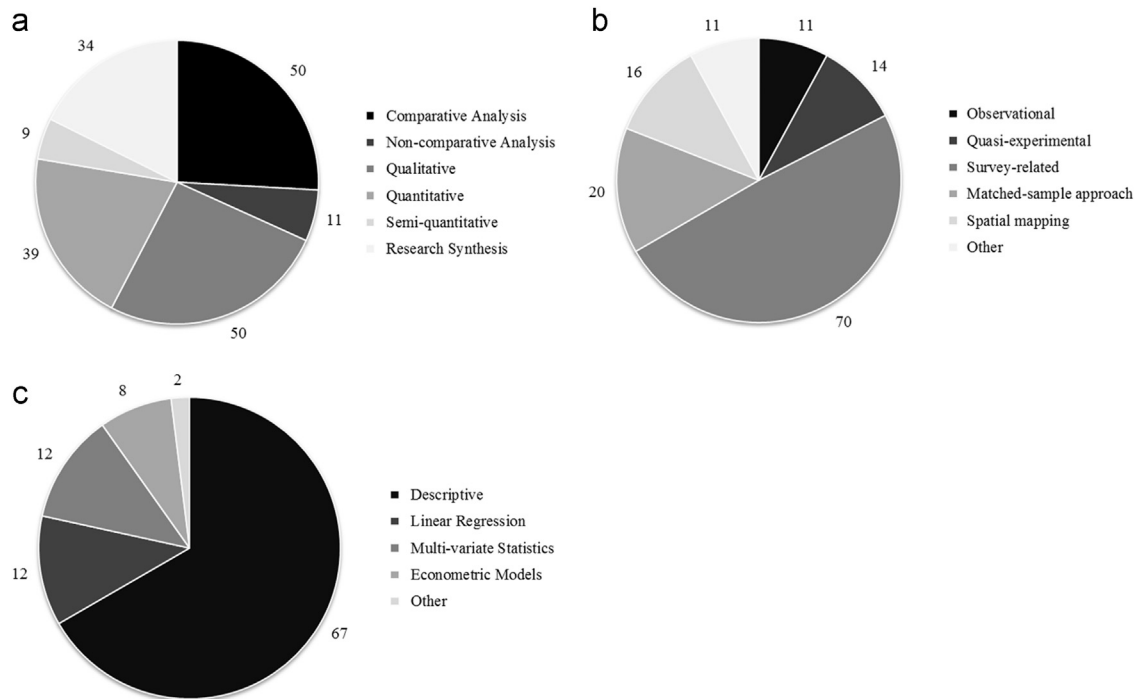 a
34
50
9
11
39
50
Comparative Analysis
Non-comparative Analysis
Qualitative
Quantitative
Semi-quantitative
Research Synthesis
b
11
11
16
14
20
70
Observational
Quasi-experimental
Survey-related
Matched-sample approach
Spatial mapping
Other
c
2
8
12
12
67
Descriptive
Linear Regression
Multi-variate Statistics
Econometric Models
Other